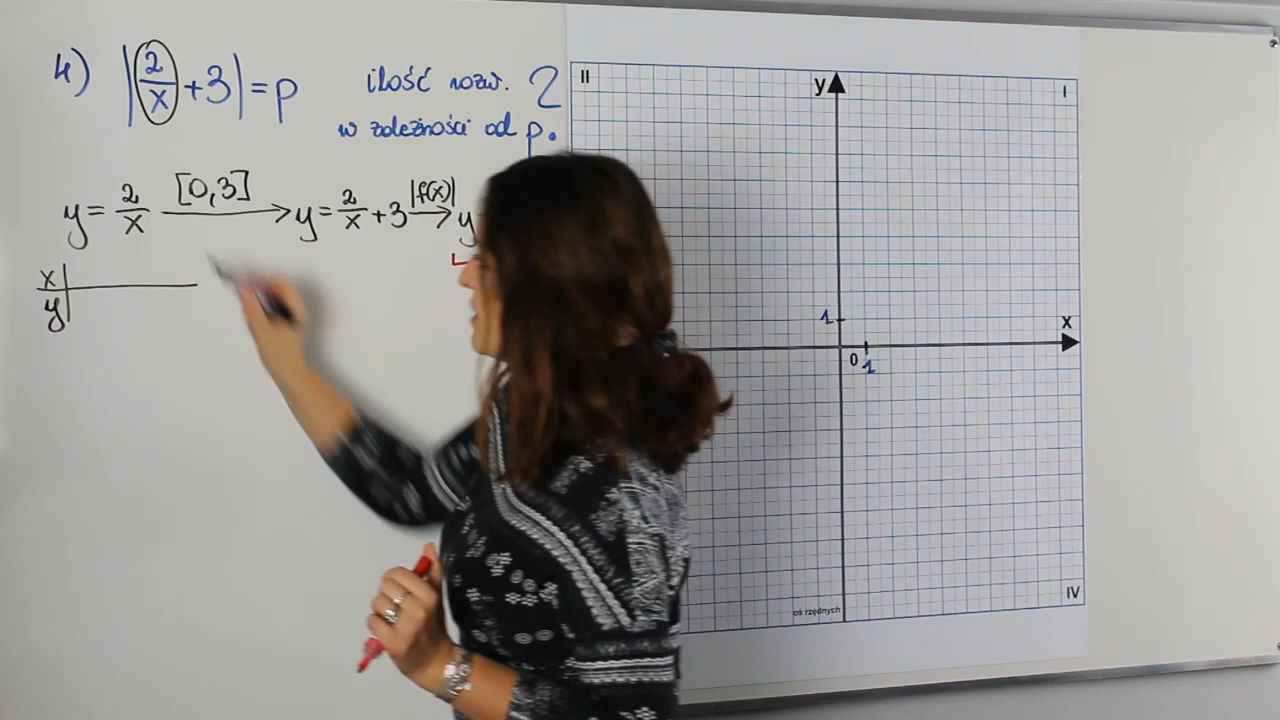 4) |2/x + 3| = p ilość rozw. 2
w zależności od p.
y = 2/x [0,3] → y = 2/x + 3 |f(x)| → y
x
y
II
I
y
1
x
0
1
oś rzędnych
IV